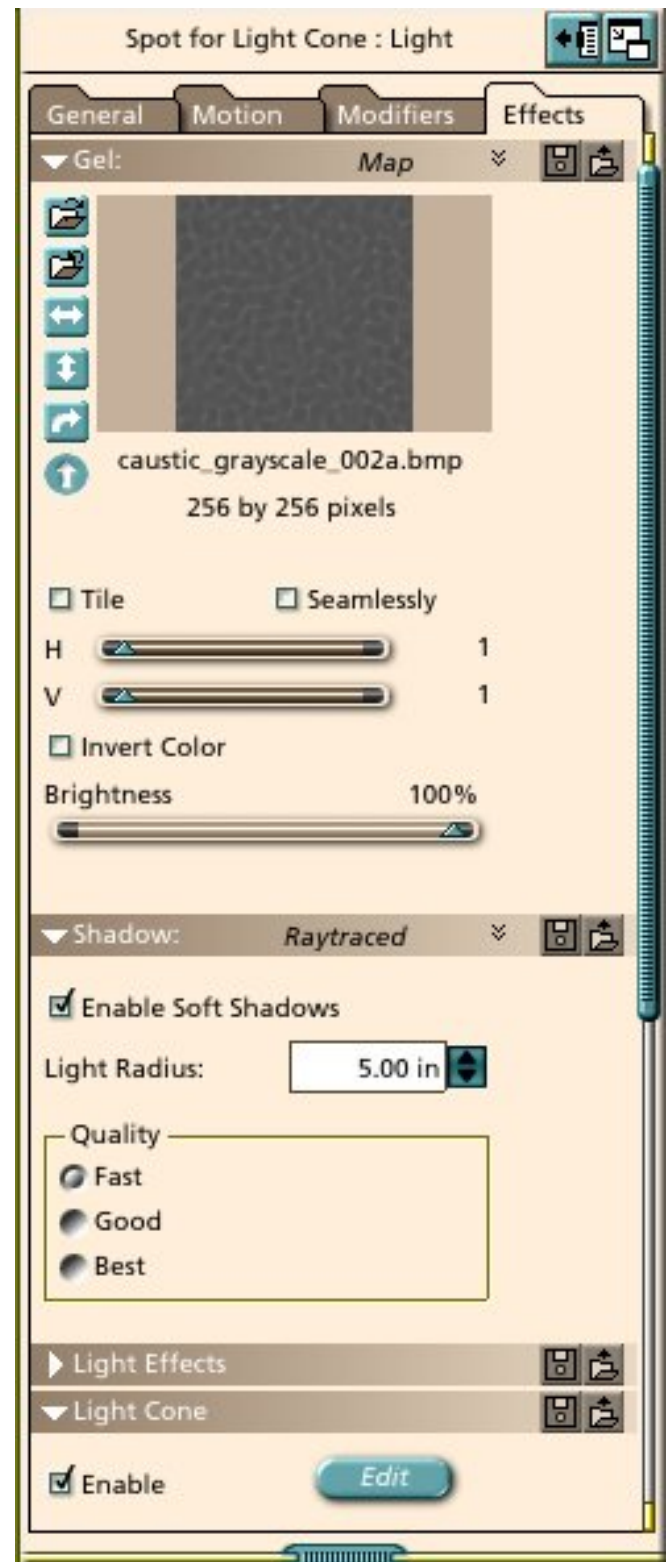 Spot for Light Cone : Light
General Motion Modifiers Effects
Gel: Map
caustic_grayscale_002a.bmp
256 by 256 pixels
Tile Seamlessly
H 1
V 1
Invert Color
Brightness 100%
Shadow: Raytraced
Enable Soft Shadows
Light Radius: 5.00 in
Quality
Fast
Good
Best
Light Effects
Light Cone
Enable Edit